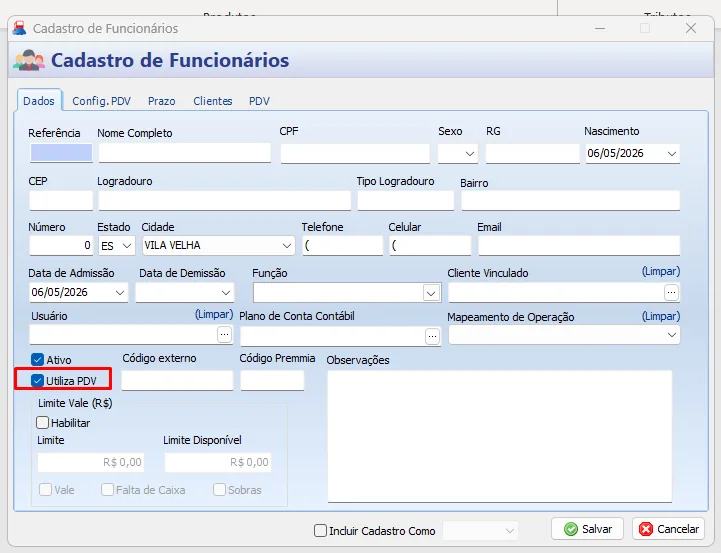 Cadastro de Funcionários
Cadastro de Funcionários
Dados Config. PDV Prazo Clientes PDV
Referência Nome Completo CPF Sexo RG Nascimento
06/05/2026
CEP Logradouro Tipo Logradouro Bairro
Número Estado Cidade Telefone Celular Email
0 ES VILA VELHA ( (
Data de Admissão Data de Demissão Função Cliente Vinculado (Limpar)
06/05/2026 ...
Usuário (Limpar) Plano de Conta Contábil Mapeamento de Operação (Limpar)
... ...
Ativo Código externo Código Premmia Observações
Utiliza PDV
Limite Vale (R$)
Habilitar
Limite Limite Disponível
R$ 0,00 R$ 0,00
Vale Falta de Caixa Sobras
Incluir Cadastro Como Salvar Cancelar